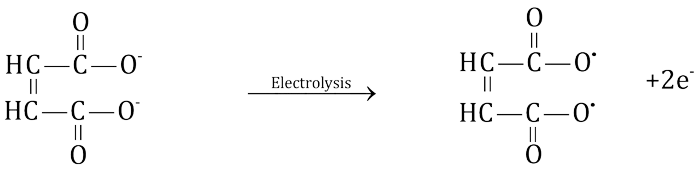 O O
HC — C — O⁻ HC — C — O•
Electrolysis +2e⁻
HC — C — O⁻ HC — C — O•
O O